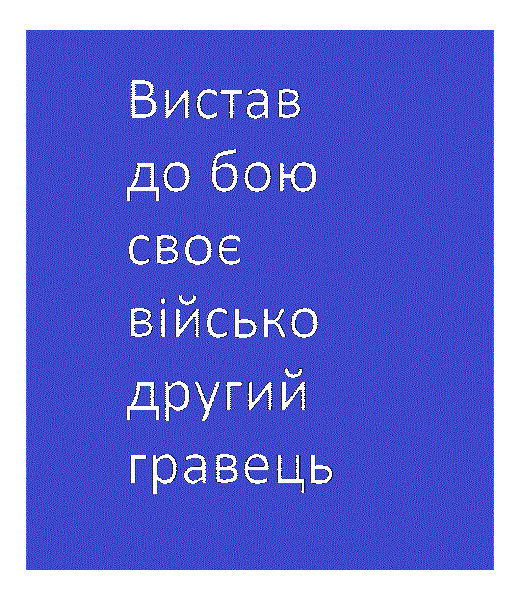 Вистав
до бою
своє
військо
другий
гравець